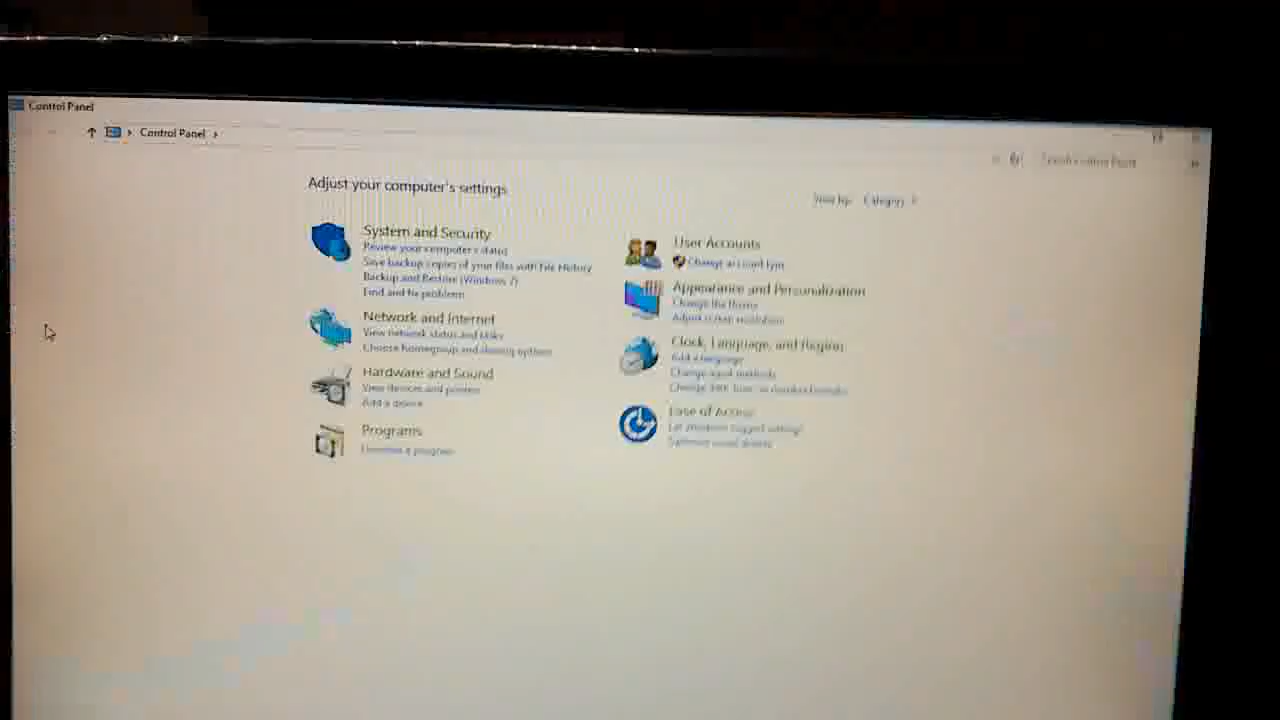 Control Panel
Control Panel
Search Control Panel
Adjust your computer's settings
View by: Category
System and Security
Review your computer's status
Save backup copies of your files with File History
Backup and Restore (Windows 7)
Find and fix problems
Network and Internet
View network status and tasks
Choose homegroup and sharing options
Hardware and Sound
View devices and printers
Add a device
Programs
Uninstall a program
User Accounts
Change account type
Appearance and Personalization
Change the theme
Adjust screen resolution
Clock, Language, and Region
Add a language
Change input methods
Change date, time, or number formats
Ease of Access
Let Windows suggest settings
Optimize visual display